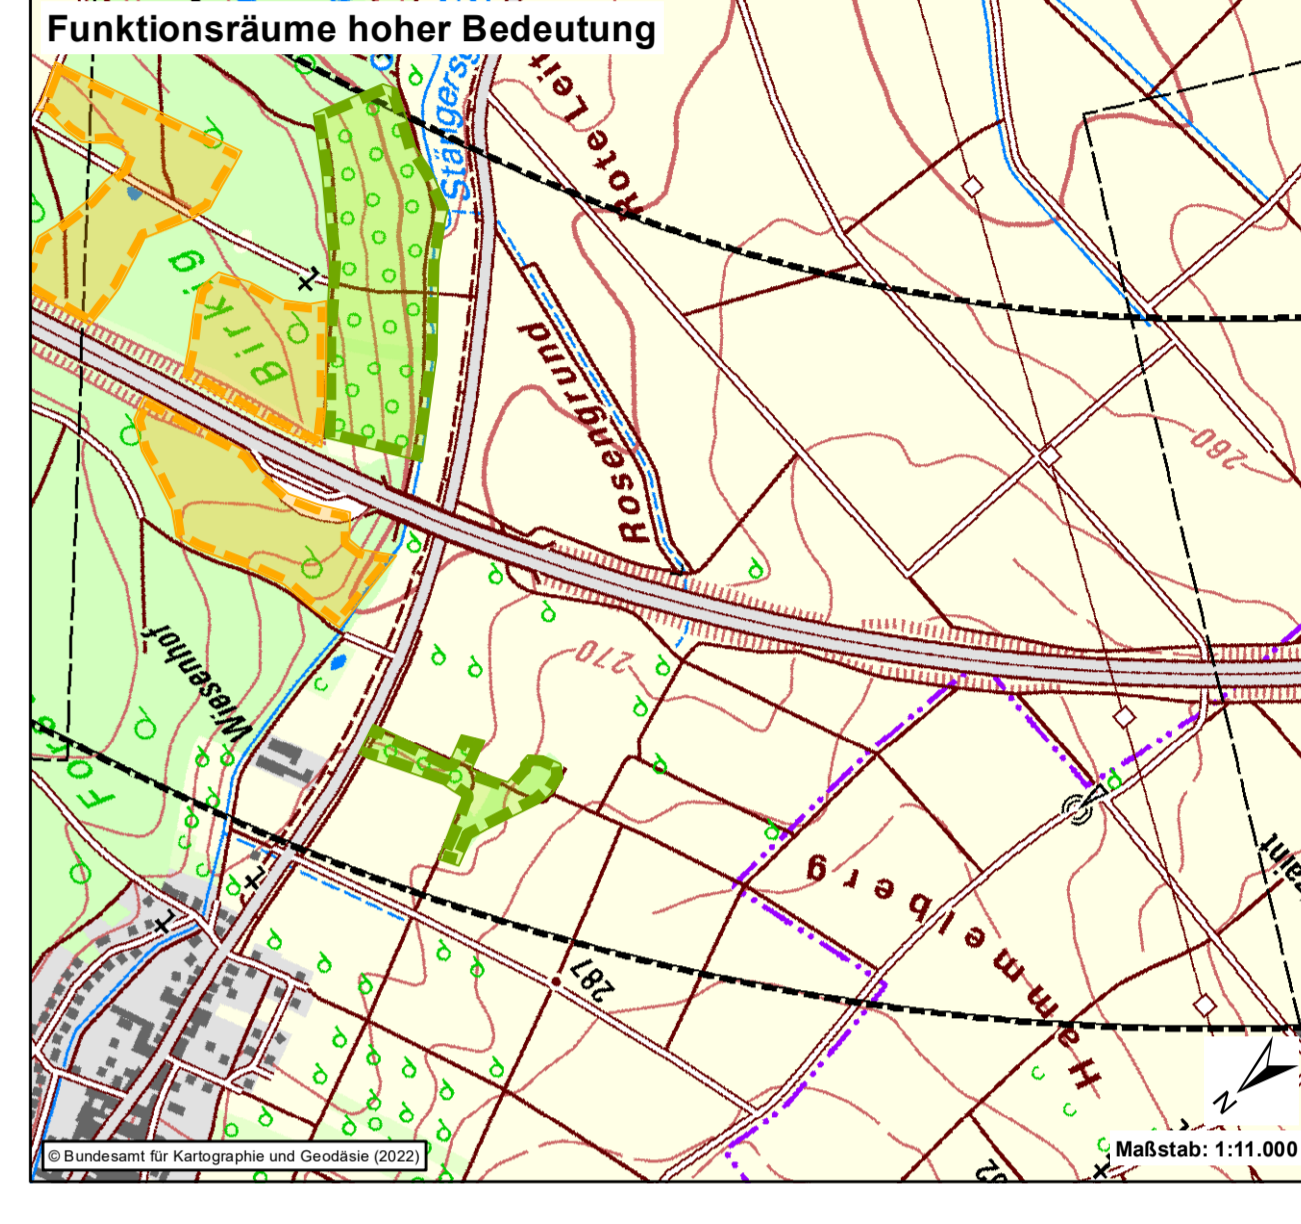 Funktionsräume hoher Bedeutung
Rote Leit
Birkig
Rosengrund
260
270
Wiesenhof
Hammelberg
287
N
© Bundesamt für Kartographie und Geodäsie (2022)
Maßstab: 1:11.000